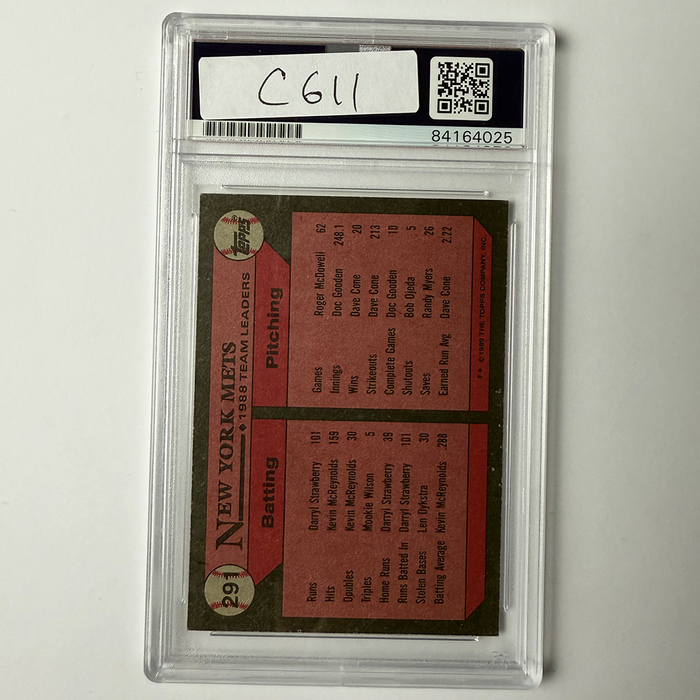 C611
84164025
291
NEW YORK METS
1988 TEAM LEADERS
TOPPS
Batting
Runs Darryl Strawberry 101
Hits Kevin McReynolds 159
Doubles Kevin McReynolds 30
Triples Mookie Wilson 5
Home Runs Darryl Strawberry 39
Runs Batted In Darryl Strawberry 101
Stolen Bases Len Dykstra 30
Batting Average Kevin McReynolds .288
Pitching
Games Roger McDowell 62
Innings Doc Gooden 248.1
Wins Dave Cone 20
Strikeouts Dave Cone 213
Complete Games Doc Gooden 10
Shutouts Bob Ojeda 5
Saves Randy Myers 26
Earned Run Avg Dave Cone 2.22
F* © 1989 THE TOPPS COMPANY, INC.